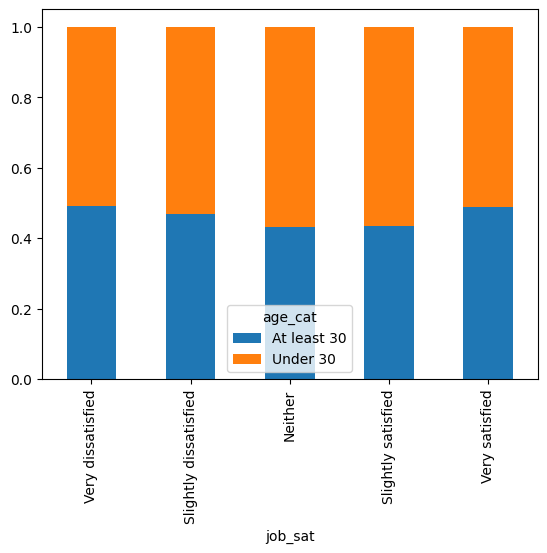 1.0
0.8
0.6
0.4
0.2
0.0
age_cat
At least 30
Under 30
Very dissatisfied
Slightly dissatisfied
Neither
Slightly satisfied
Very satisfied
job_sat